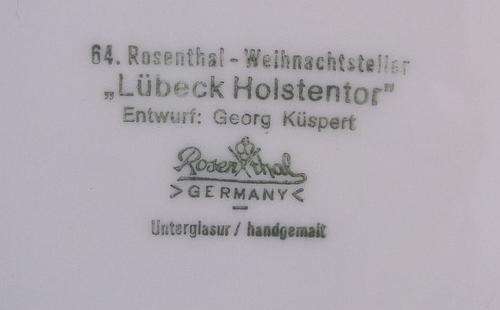 64. Rosenthal - Weihnachtsteller
„Lübeck Holstentor”
Entwurf: Georg Küspert
Rosenthal
>GERMANY<
Unterglasur / handgemalt